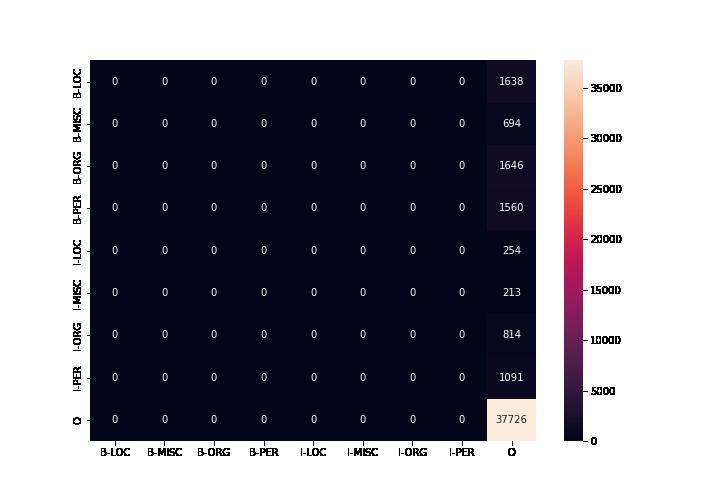 B-LOC 0 0 0 0 0 0 0 0 1638
B-MISC 0 0 0 0 0 0 0 0 694
B-ORG 0 0 0 0 0 0 0 0 1646
B-PER 0 0 0 0 0 0 0 0 1560
I-LOC 0 0 0 0 0 0 0 0 254
I-MISC 0 0 0 0 0 0 0 0 213
I-ORG 0 0 0 0 0 0 0 0 814
I-PER 0 0 0 0 0 0 0 0 1091
O 0 0 0 0 0 0 0 0 37726
B-LOC B-MISC B-ORG B-PER I-LOC I-MISC I-ORG I-PER O
35000
30000
25000
20000
15000
10000
5000
0